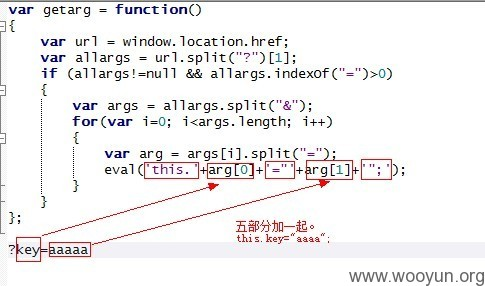 var getarg = function()
{
var url = window.location.href;
var allargs = url.split("?")[1];
if (allargs!=null && allargs.indexOf("=")>0)
{
var args = allargs.split("&");
for(var i=0; i<args.length; i++)
{
var arg = args[i].split("=");
eval('this.'+arg[0]+'="'+arg[1]+'";');
}
}
};
五部分加一起。
this.key="aaaa";
?key=aaaaa
www.wooyun.org